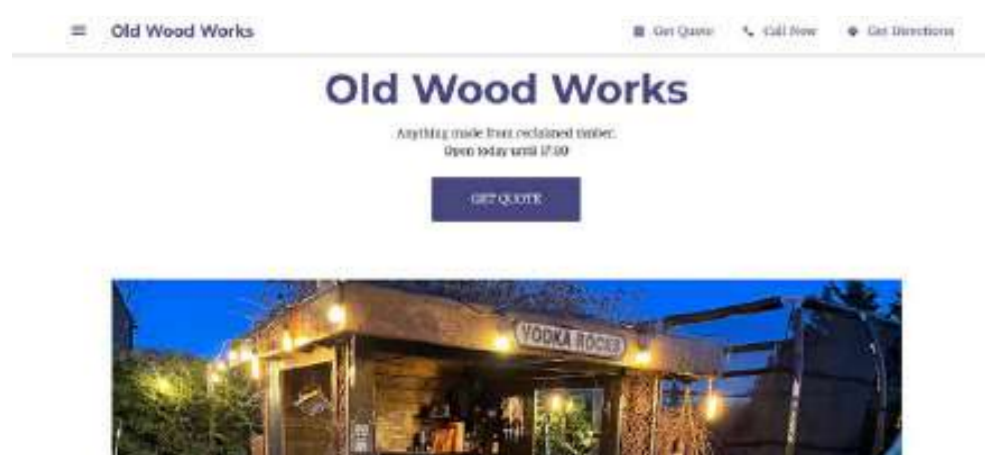 Old Wood Works
Get Quote
Call Now
Get Directions
Old Wood Works
Anything made from reclaimed timber.
Open today until 17:00
GET QUOTE
VODKA ROCKS